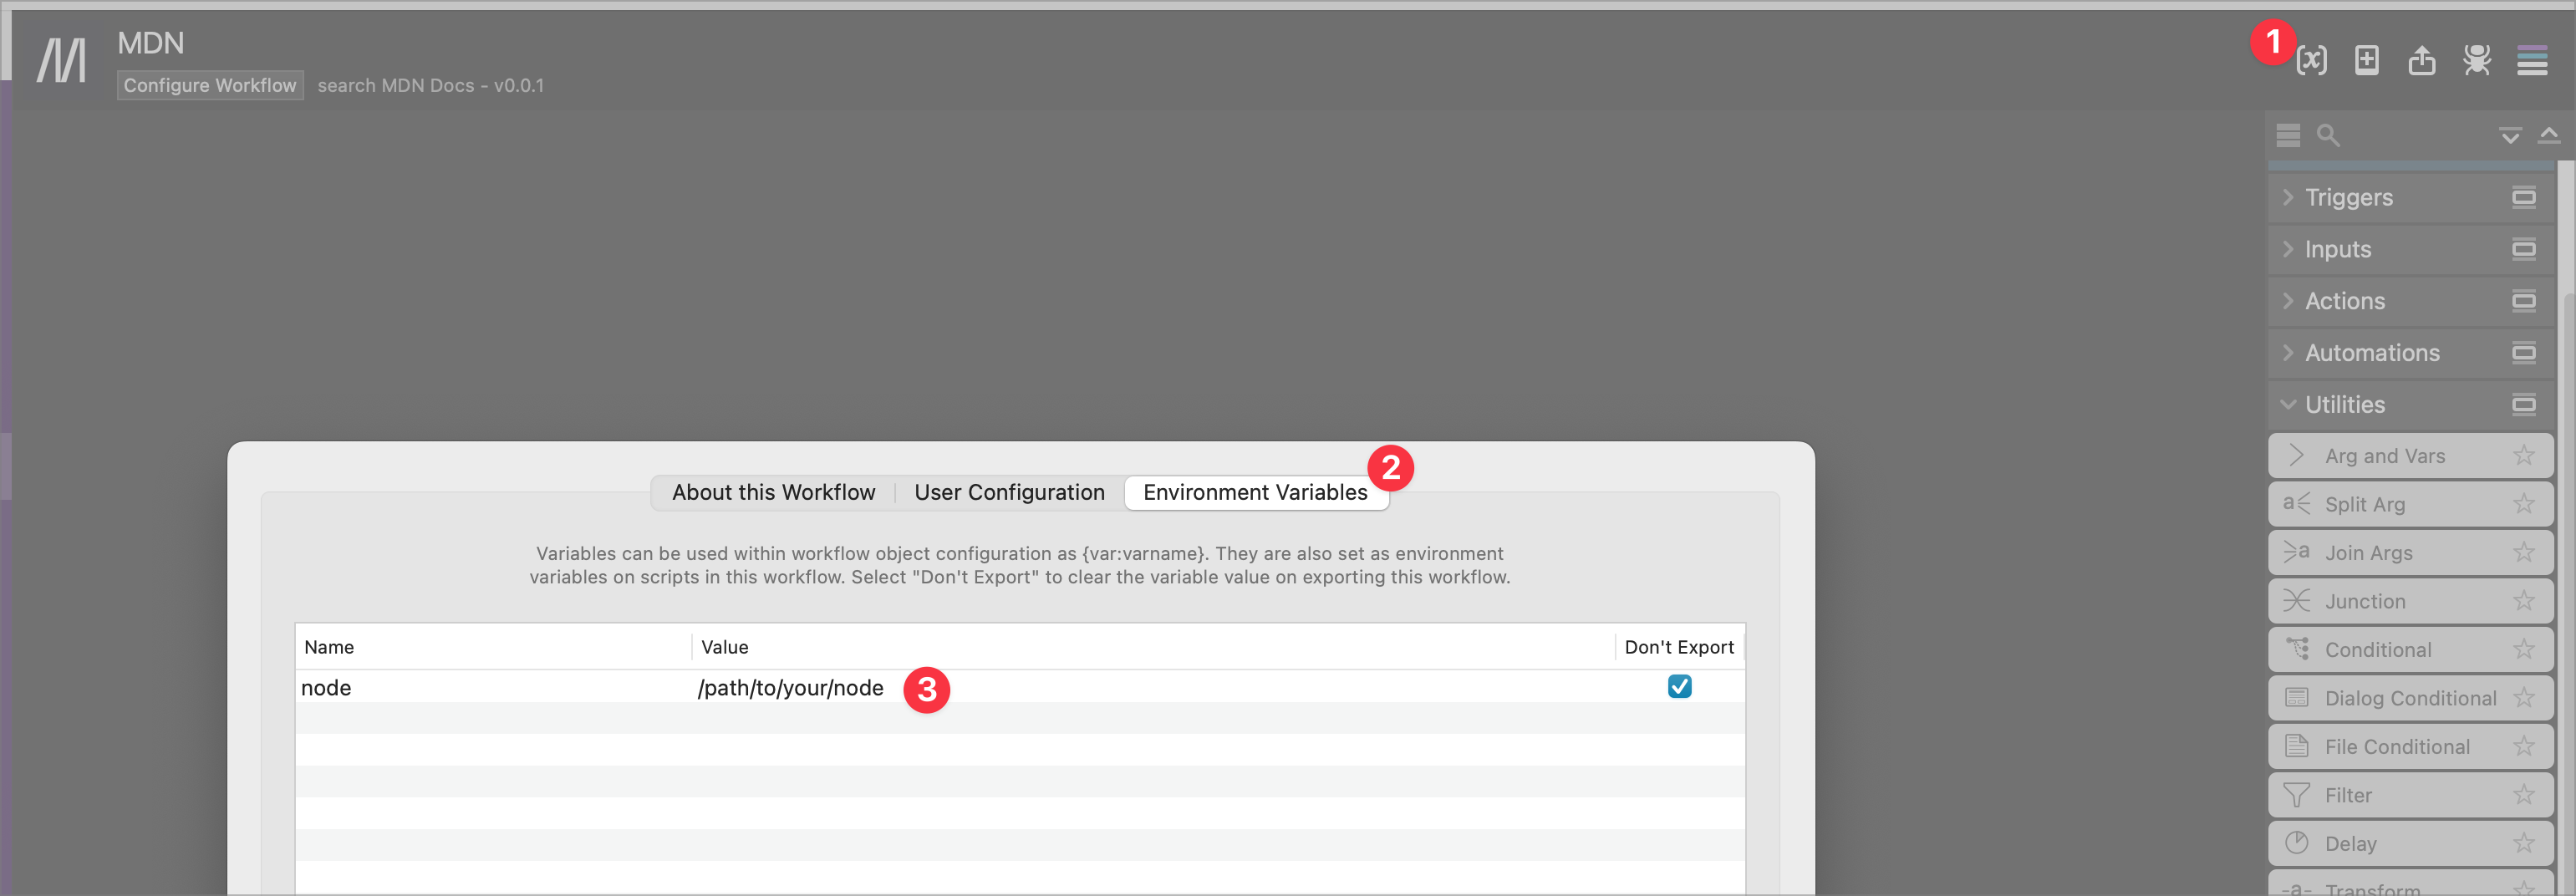 MDN
Configure Workflow search MDN Docs - v0.0.1
1
Triggers
Inputs
Actions
Automations
Utilities
Arg and Vars
Split Arg
Join Args
Junction
Conditional
Dialog Conditional
File Conditional
Filter
Delay
Transform
2
About this Workflow User Configuration Environment Variables
Variables can be used within workflow object configuration as {var:varname}. They are also set as environment
variables on scripts in this workflow. Select "Don't Export" to clear the variable value on exporting this workflow.
Name Value Don't Export
node /path/to/your/node 3